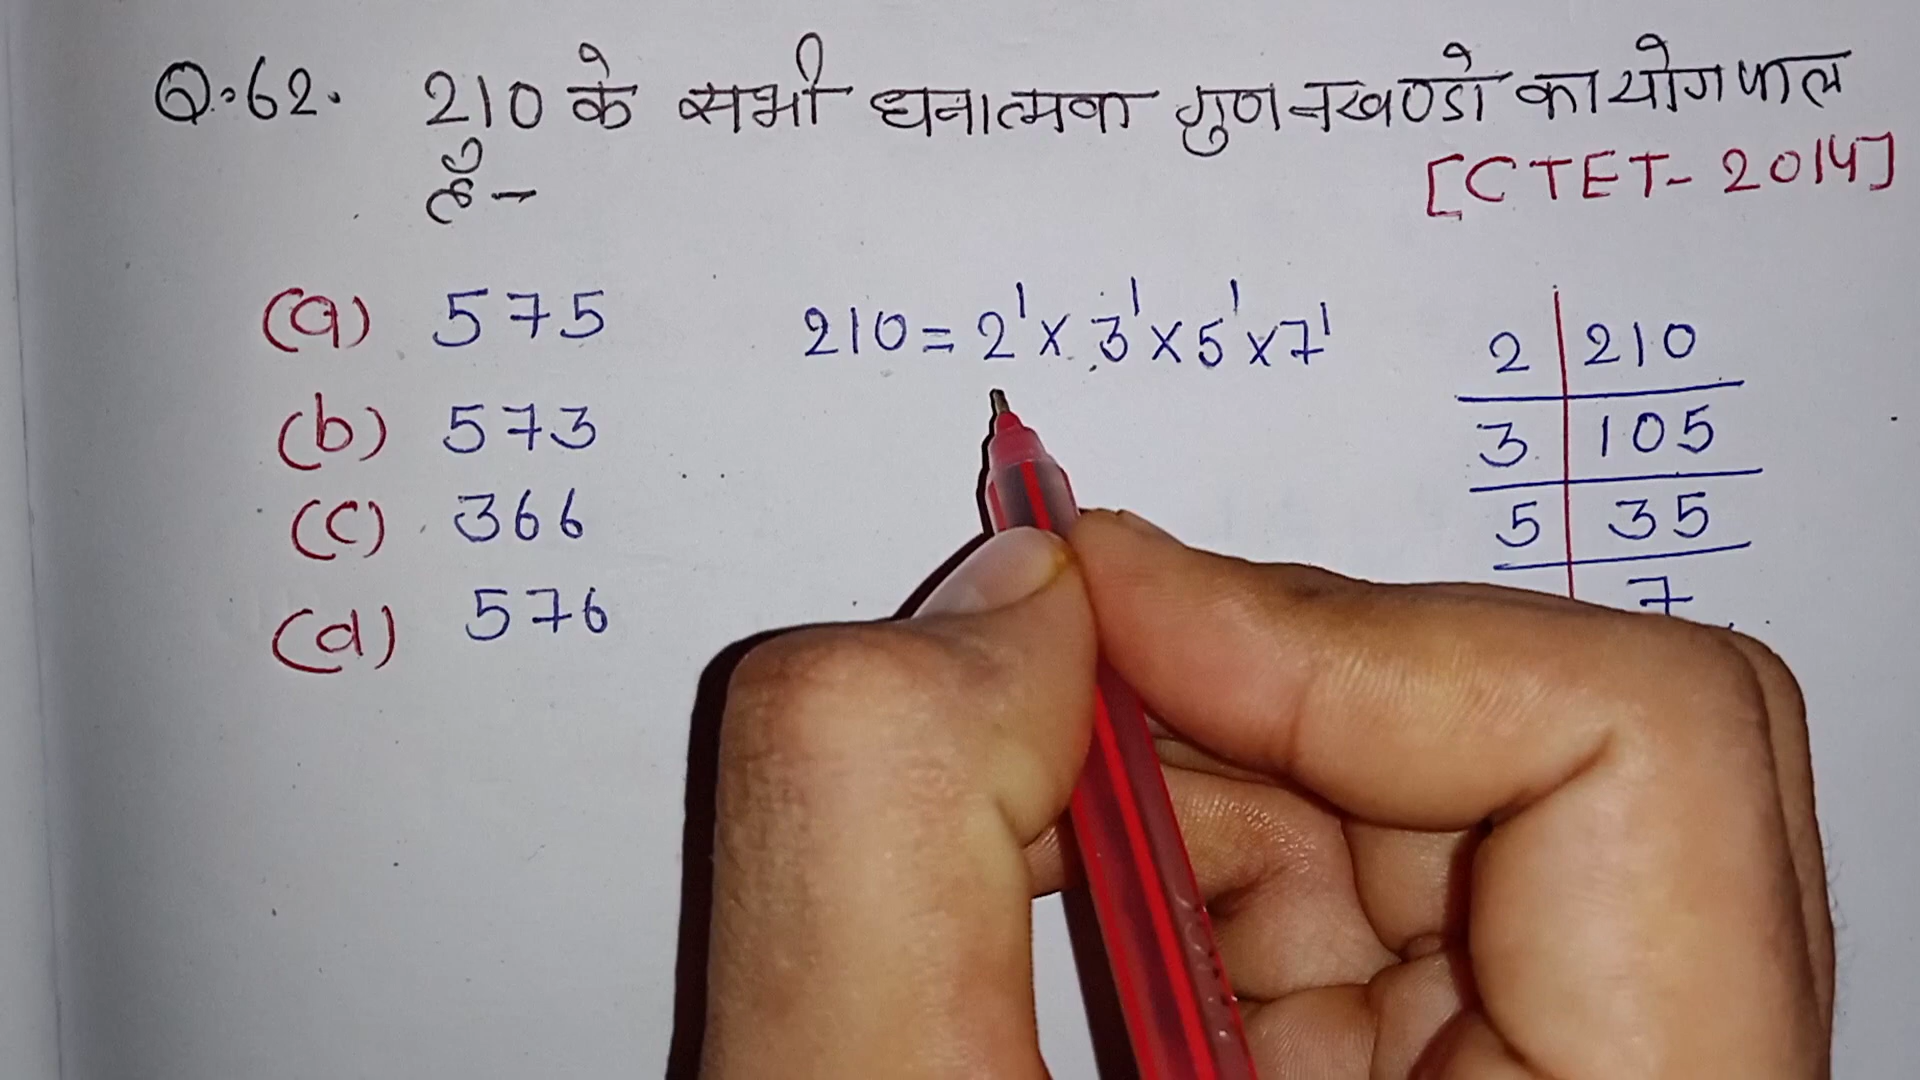 Q.62. 210 के सभी धनात्मक गुणनखण्डो का योगफल
है -
[CTET- 2014]
(a) 575
(b) 573
(c) 366
(d) 576
210 = 2¹ × 3¹ × 5¹ × 7¹
2 | 210
3 | 105
5 | 35
7